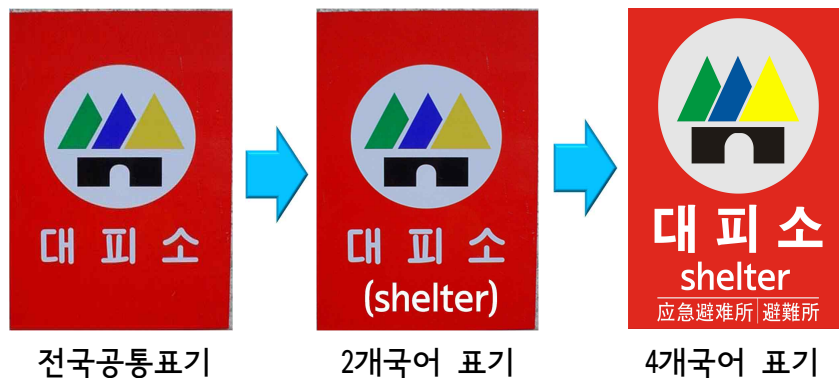 대피소
대피소
(shelter)
대피소
shelter
应急避难所|避難所
전국공통표기
2개국어 표기
4개국어 표기